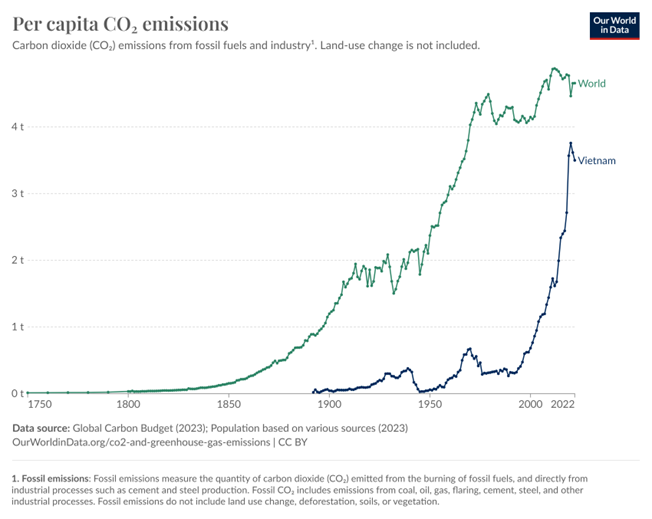 Per capita CO₂ emissions
Our World
in Data
Carbon dioxide (CO₂) emissions from fossil fuels and industry¹. Land-use change is not included.
World
4 t
Vietnam
3 t
2 t
1 t
0 t
1750 1800 1850 1900 1950 2000 2022
Data source: Global Carbon Budget (2023); Population based on various sources (2023)
OurWorldinData.org/co2-and-greenhouse-gas-emissions | CC BY
1. Fossil emissions: Fossil emissions measure the quantity of carbon dioxide (CO₂) emitted from the burning of fossil fuels, and directly from
industrial processes such as cement and steel production. Fossil CO₂ includes emissions from coal, oil, gas, flaring, cement, steel, and other
industrial processes. Fossil emissions do not include land use change, deforestation, soils, or vegetation.